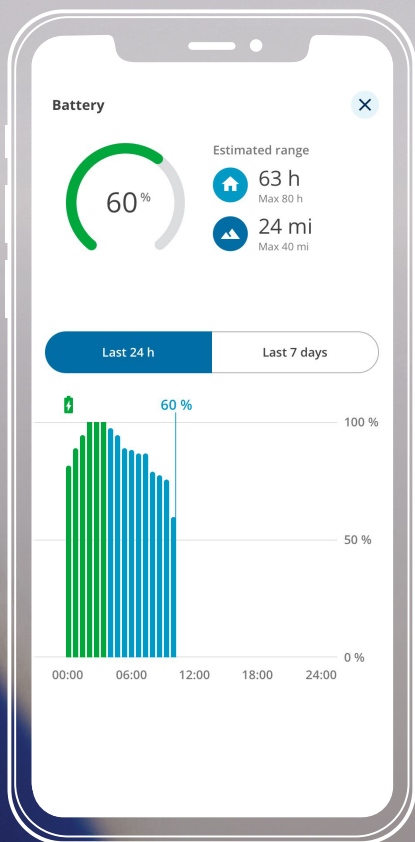 Battery
60 %
Estimated range
63 h
Max 80 h
24 mi
Max 40 mi
Last 24 h
Last 7 days
60 %
100 %
50 %
0 %
00:00 06:00 12:00 18:00 24:00